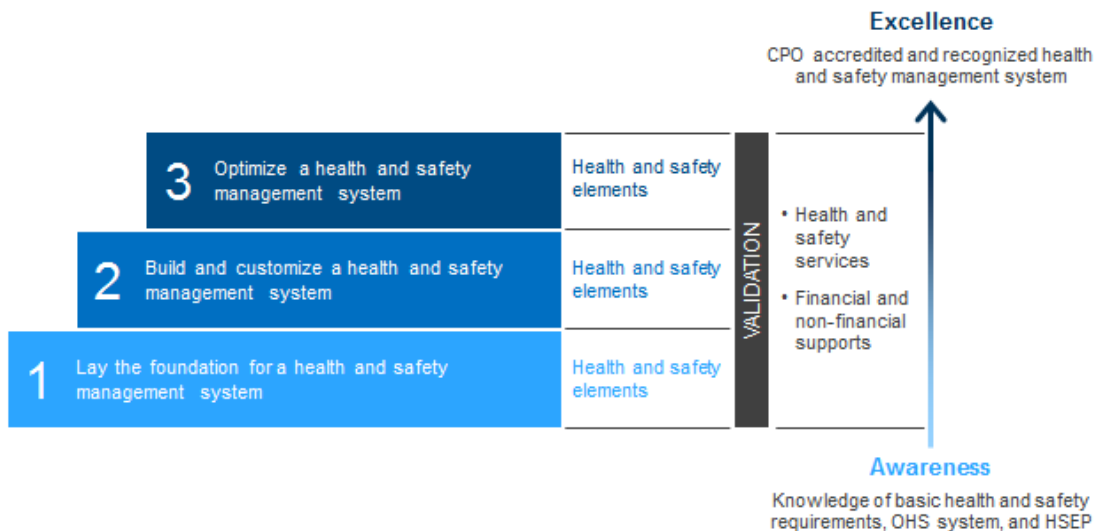 Excellence
CPO accredited and recognized health
and safety management system
3
Optimize a health and safety
management system
Health and safety
elements
2
Build and customize a health and safety
management system
Health and safety
elements
1
Lay the foundation for a health and safety
management system
Health and safety
elements
VALIDATION
• Health and
safety
services
• Financial and
non-financial
supports
Awareness
Knowledge of basic health and safety
requirements, OHS system, and HSEP